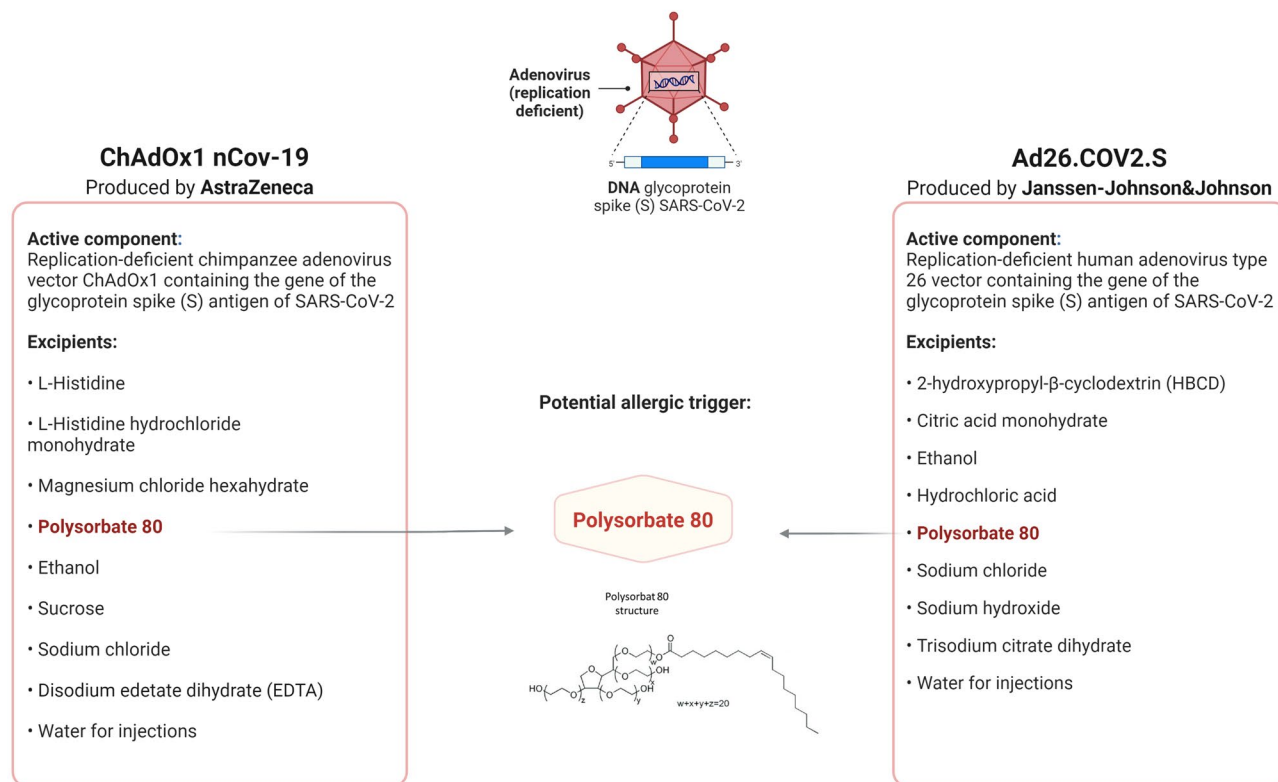 Adenovirus
(replication
deficient)
5'
3'
DNA glycoprotein
spike (S) SARS-CoV-2
ChAdOx1 nCov-19
Produced by AstraZeneca
Active component:
Replication-deficient chimpanzee adenovirus
vector ChAdOx1 containing the gene of the
glycoprotein spike (S) antigen of SARS-CoV-2
Excipients:
• L-Histidine
• L-Histidine hydrochloride
monohydrate
• Magnesium chloride hexahydrate
• Polysorbate 80
• Ethanol
• Sucrose
• Sodium chloride
• Disodium edetate dihydrate (EDTA)
• Water for injections
Potential allergic trigger:
Polysorbate 80
Polysorbat 80
structure
O
O
w
O
O
O
x
OH
HO
O
z
O
y
OH
w+x+y+z=20
Ad26.COV2.S
Produced by Janssen-Johnson&Johnson
Active component:
Replication-deficient human adenovirus type
26 vector containing the gene of the
glycoprotein spike (S) antigen of SARS-CoV-2
Excipients:
• 2-hydroxypropyl-β-cyclodextrin (HBCD)
• Citric acid monohydrate
• Ethanol
• Hydrochloric acid
• Polysorbate 80
• Sodium chloride
• Sodium hydroxide
• Trisodium citrate dihydrate
• Water for injections